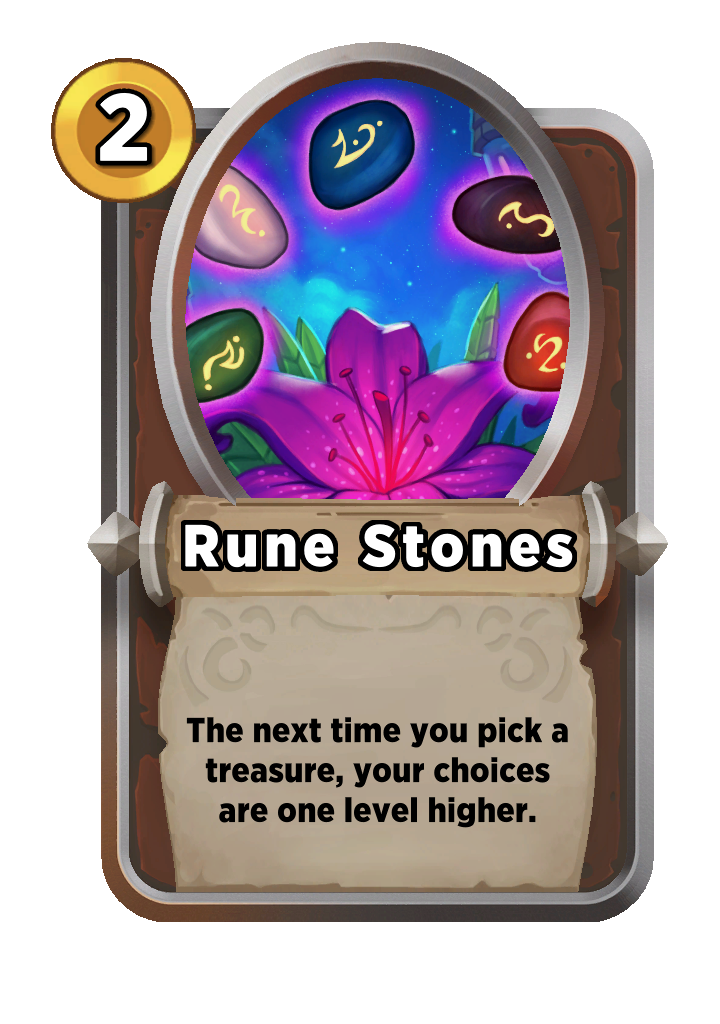 2
Rune Stones
The next time you pick a
treasure, your choices
are one level higher.